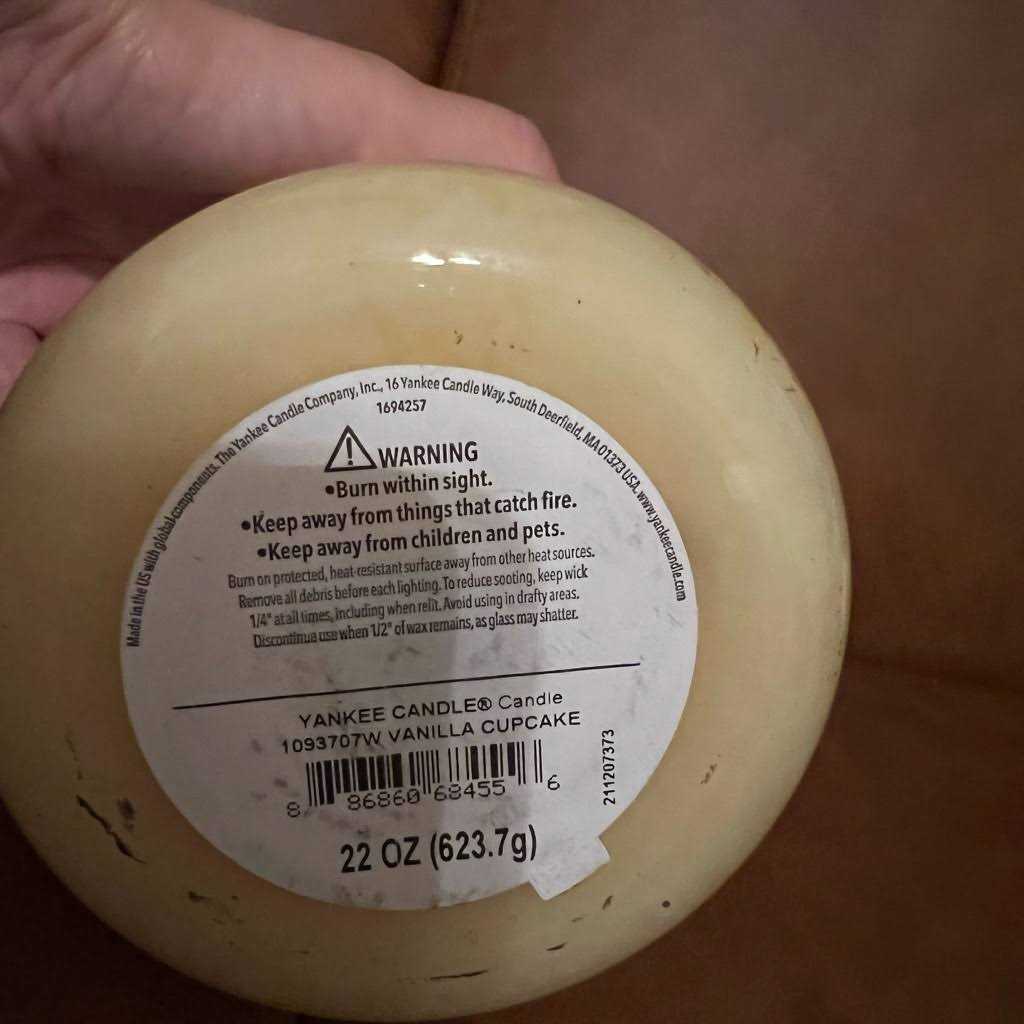 Made in the US with global components. The Yankee Candle Company, Inc., 16 Yankee Candle Way, South Deerfield, MA01373 USA. www.yankeecandle.com
1694257
WARNING
•Burn within sight.
•Keep away from things that catch fire.
•Keep away from children and pets.
Burn on protected, heat-resistant surface away from other heat sources.
Remove all debris before each lighting. To reduce sooting, keep wick
1/4" at all times, including when relit. Avoid using in drafty areas.
Discontinue use when 1/2" of wax remains, as glass may shatter.
YANKEE CANDLE® Candle
1093707W VANILLA CUPCAKE
8 86860 68455 6
211207373
22 OZ (623.7g)